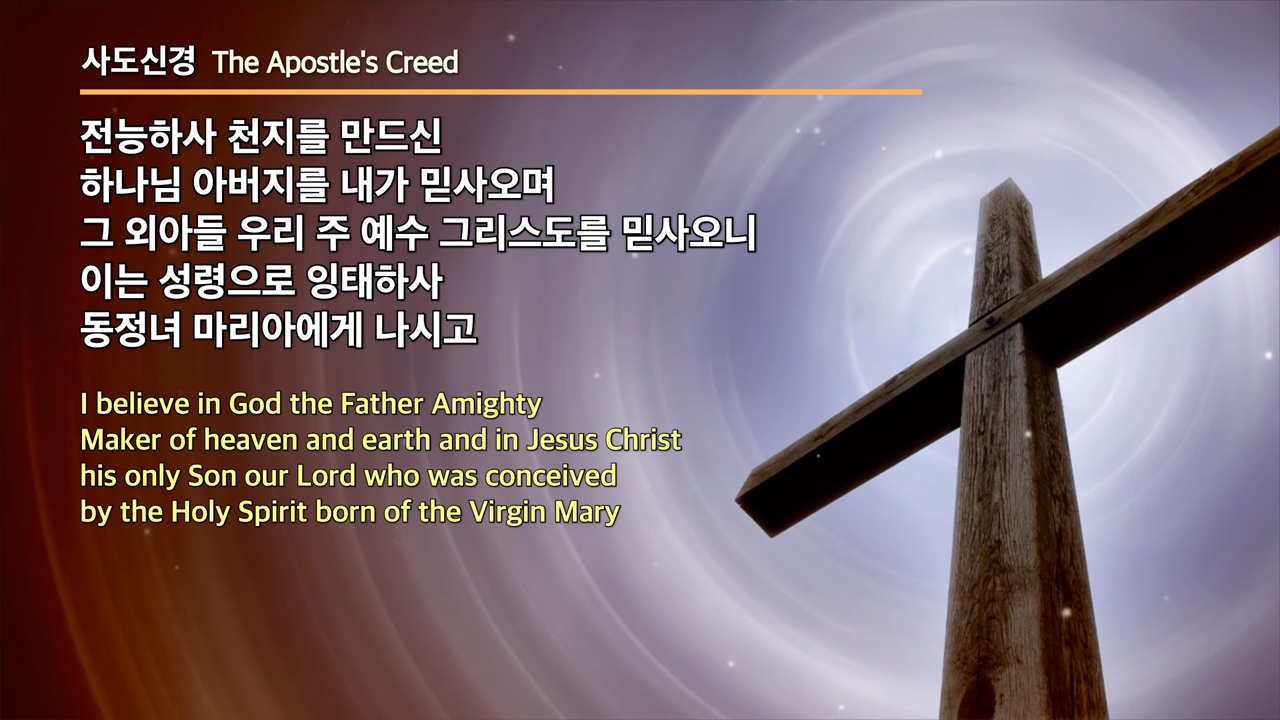 사도신경 The Apostle's Creed
전능하사 천지를 만드신
하나님 아버지를 내가 믿사오며
그 외아들 우리 주 예수 그리스도를 믿사오니
이는 성령으로 잉태하사
동정녀 마리아에게 나시고
I believe in God the Father Amighty
Maker of heaven and earth and in Jesus Christ
his only Son our Lord who was conceived
by the Holy Spirit born of the Virgin Mary